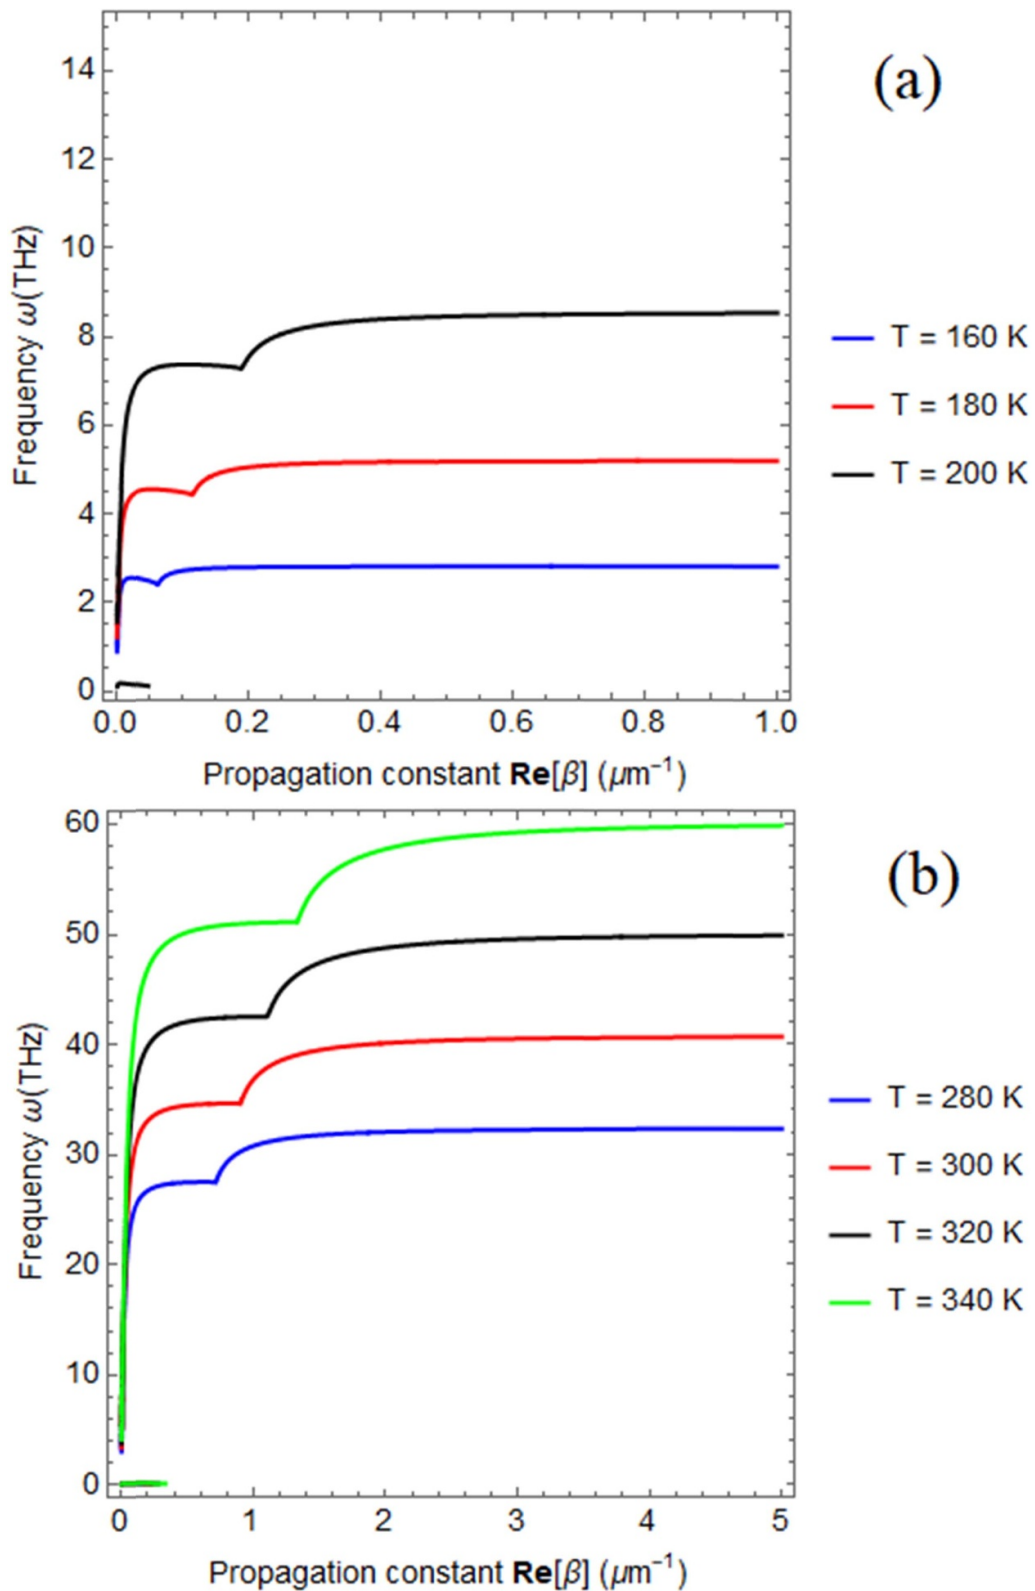 (a)
14
12
10
8
6
4
2
0
Frequency ω(THz)
T = 160 K
T = 180 K
T = 200 K
0.0 0.2 0.4 0.6 0.8 1.0
Propagation constant Re[β] (μm⁻¹)
(b)
60
50
40
30
20
10
0
Frequency ω(THz)
T = 280 K
T = 300 K
T = 320 K
T = 340 K
0 1 2 3 4 5
Propagation constant Re[β] (μm⁻¹)